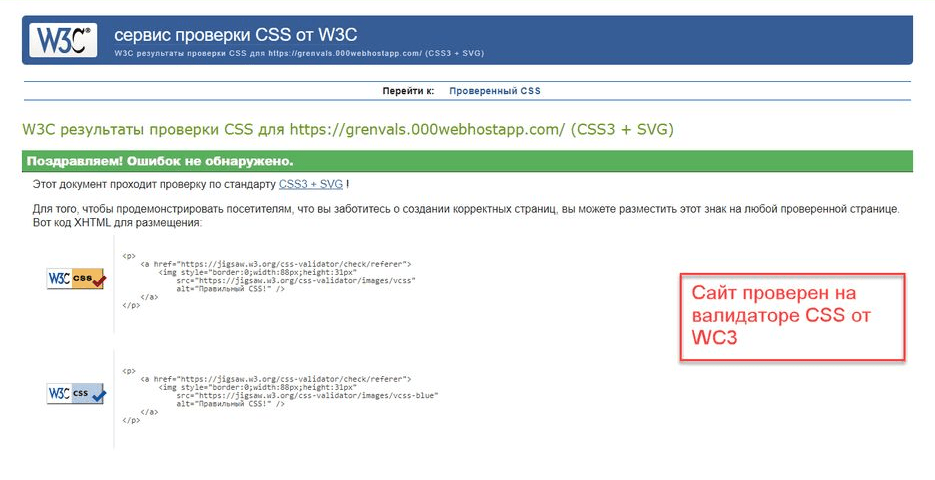 W3C® сервис проверки CSS от W3C
W3C результаты проверки CSS для https://grenvals.000webhostapp.com/ (CSS3 + SVG)
Перейти к: Проверенный CSS
W3C результаты проверки CSS для https://grenvals.000webhostapp.com/ (CSS3 + SVG)
Поздравляем! Ошибок не обнаружено.
Этот документ проходит проверку по стандарту CSS3 + SVG !
Для того, чтобы продемонстрировать посетителям, что вы заботитесь о создании корректных страниц, вы можете разместить этот знак на любой проверенной странице.
Вот код XHTML для размещения:
W3C css
<p>
<a href="https://jigsaw.w3.org/css-validator/check/referer">
<img style="border:0;width:88px;height:31px"
src="https://jigsaw.w3.org/css-validator/images/vcss"
alt="Правильный CSS!" />
</a>
</p>
Сайт проверен на
валидаторе CSS от
WC3
W3C css
<p>
<a href="https://jigsaw.w3.org/css-validator/check/referer">
<img style="border:0;width:88px;height:31px"
src="https://jigsaw.w3.org/css-validator/images/vcss-blue"
alt="Правильный CSS!" />
</a>
</p>